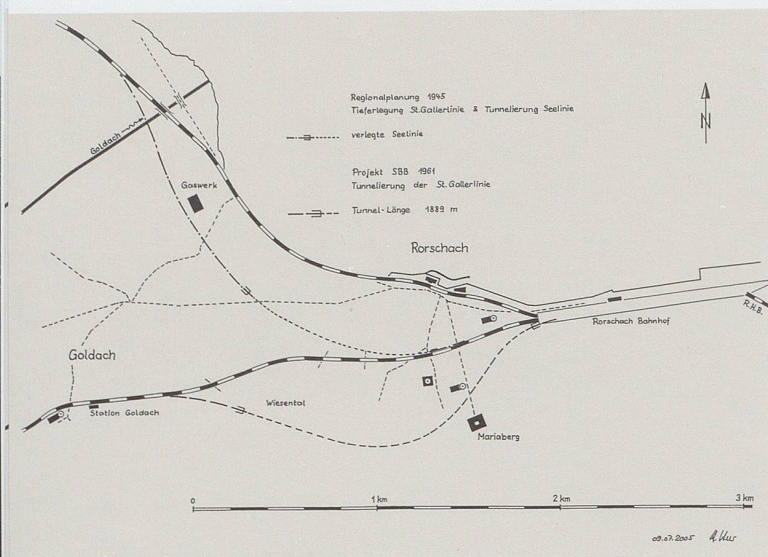 Regionalplanung 1945
Tieferlegung St.Gallerlinie & Tunnelierung Seelinie
verlegte Seelinie
Projekt SBB 1961
Tunnelierung der St.Gallerlinie
Tunnel-Länge 1889 m
N
Goldach
Gaswerk
Rorschach
R.H.B.
Rorschach Bahnhof
Goldach
Station Goldach
Wiesental
Mariaberg
0 1 km 2 km 3 km
09.07.2005